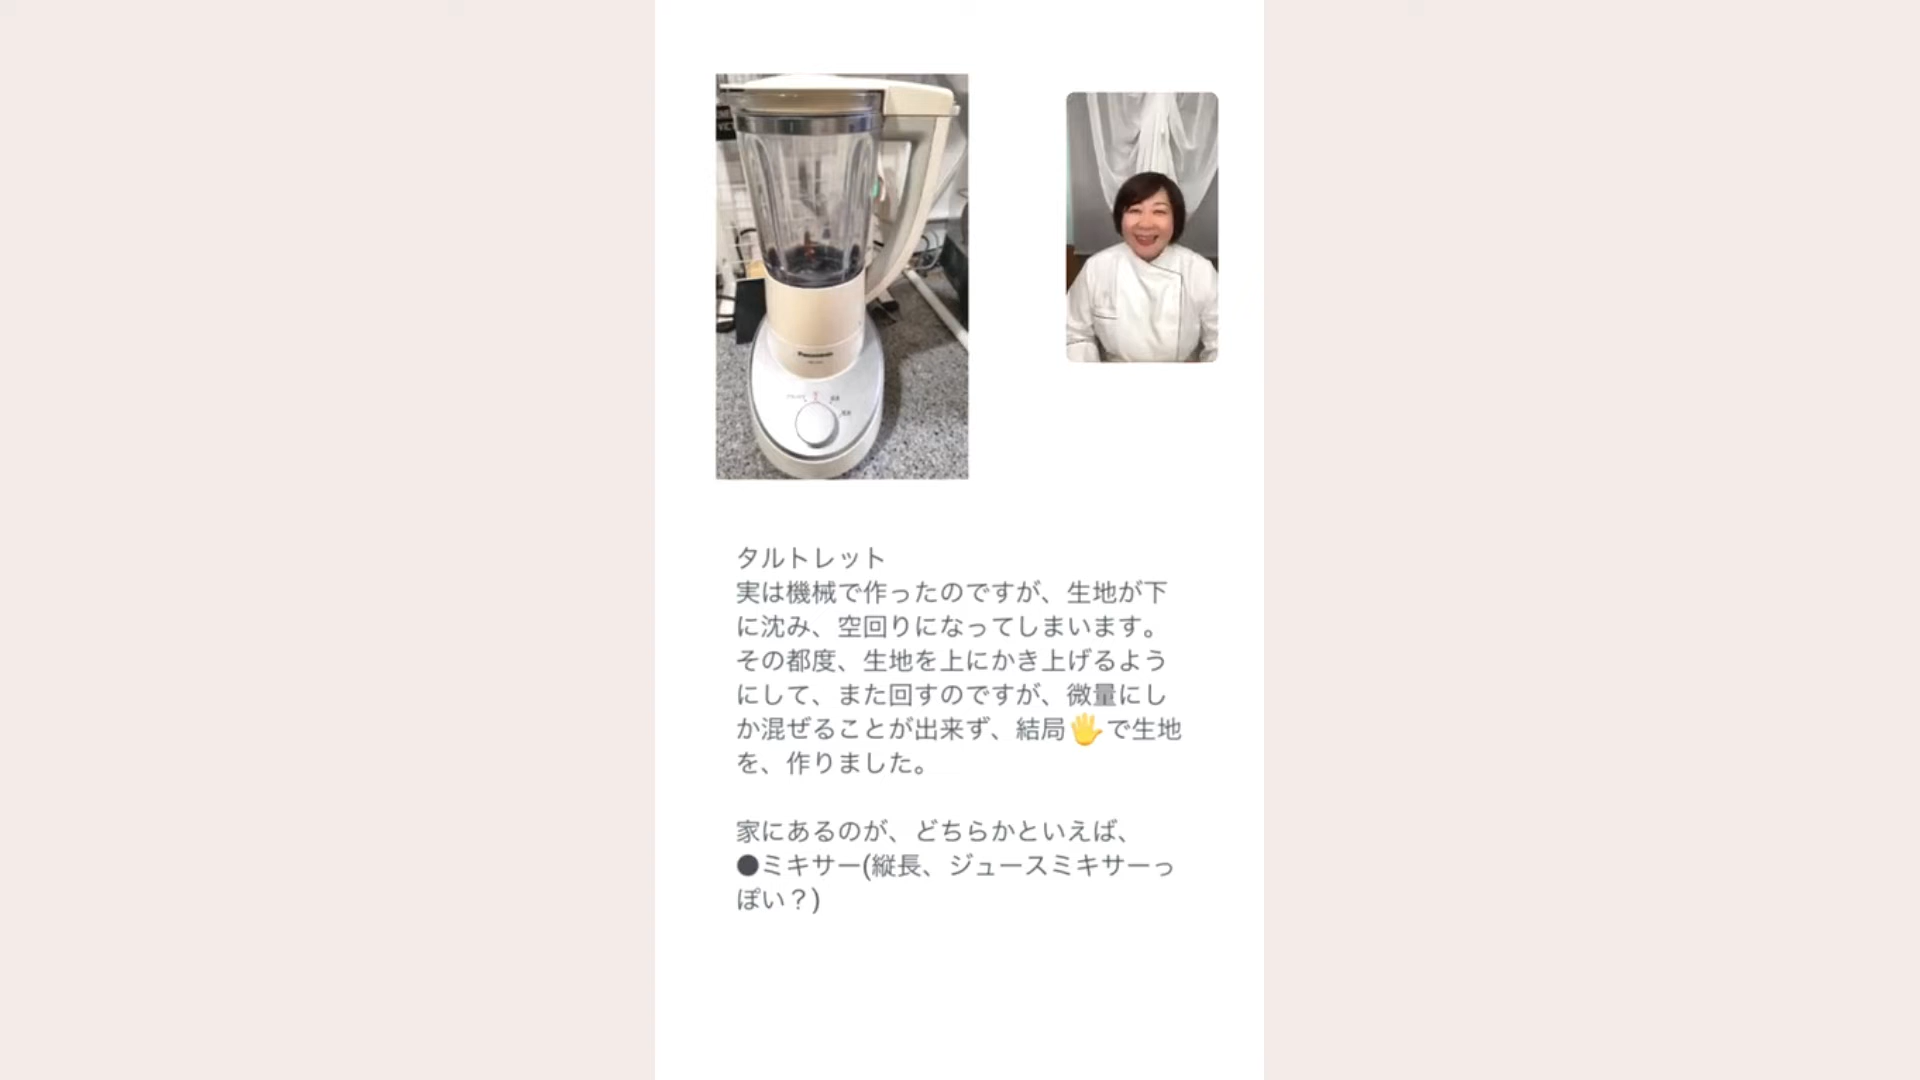 Panasonic
タルトレット
実は機械で作ったのですが、生地が下
に沈み、空回りになってしまいます。
その都度、生地を上にかき上げるよう
にして、また回すのですが、微量にし
か混ぜることが出来ず、結局🖐で生地
を、作りました。
家にあるのが、どちらかといえば、
●ミキサー(縦長、ジュースミキサーっ
ぽい？)